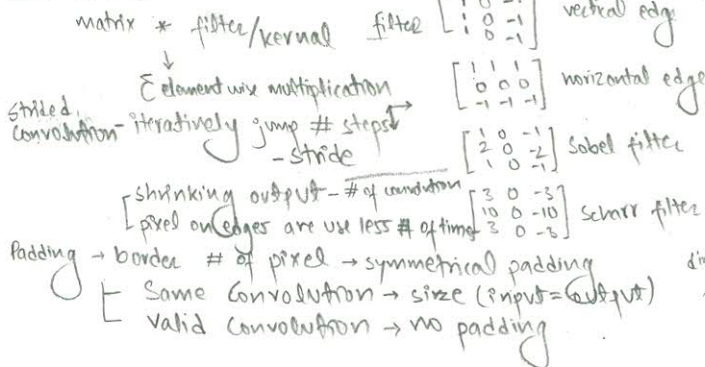 1 0 -1
matrix * filter/kernal filter [1 0 -1] vertical edg
1 0 -1
↓
Σ element wise multiplication [1 1 1
0 0 0
-1 -1 -1] horizontal edge
Strided
Convolution - iteratively jump # steps
- stride
[1 0 -1
2 0 -2
1 0 -1] Sobel filter
[shrinking output - # of convolution
pixel on edges are use less # of time
[3 0 -3
10 0 -10
3 0 -3] Scharr filter
Padding → border # of pixel → symmetrical padding
Same Convolution → size (input = output)
Valid Convolution → no padding